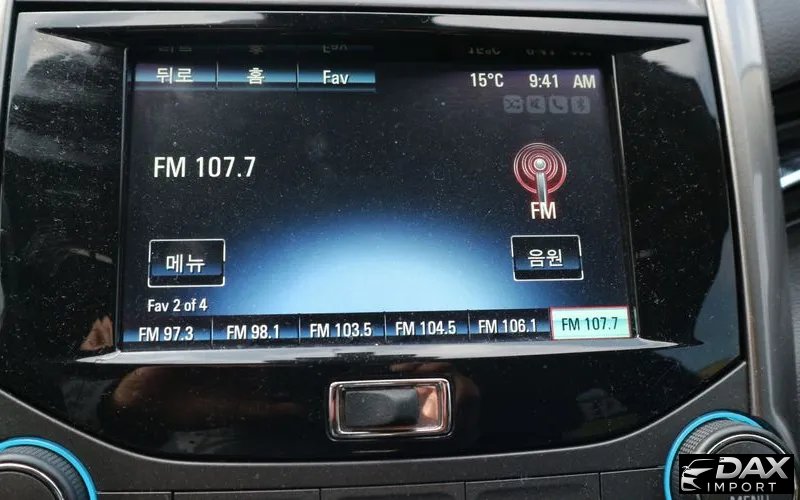 뒤로 홈 Fav 15°C 9:41 AM
FM 107.7
FM
메뉴 음원
Fav 2 of 4
FM 97.3 FM 98.1 FM 103.5 FM 104.5 FM 106.1 FM 107.7
DAX
IMPORT
MENU